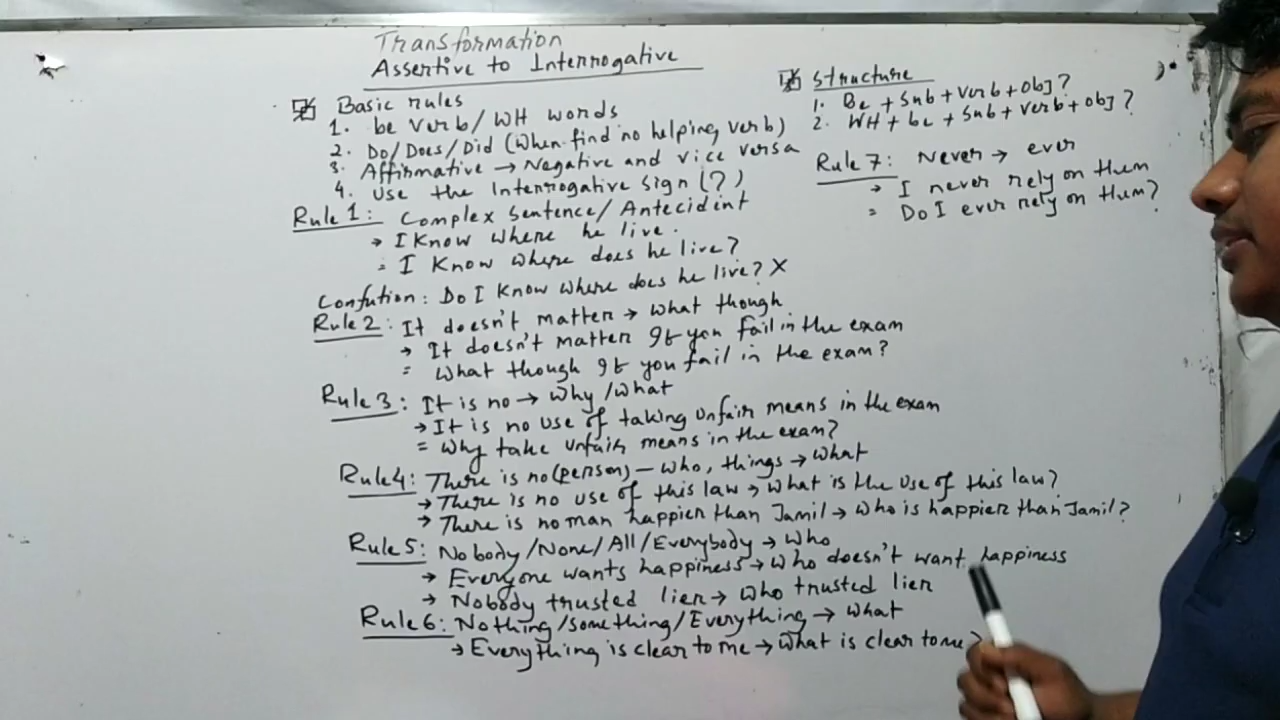 Transformation
Assertive to Interrogative
Basic rules
1. be verb/ WH words
2. Do/Does/Did (When find no helping verb)
3. Affirmative → Negative and vice versa
4. Use the Interrogative Sign (?)
Rule 1: Complex Sentence/ Antecident
→ I Know where he live.
= I Know where does he live?
Confution: Do I Know where does he live? X
Rule 2: It doesn't matter → what though
→ It doesn't matter If you fail in the exam
= What though If you fail in the exam?
Rule 3: It is no → Why /what
→ It is no use of taking unfair means in the exam
= Why take unfair means in the exam?
Rule 4: There is no (person) – who, things → what
→ There is no use of this law → What is the use of this law?
→ There is no man happier than Jamil → Who is happier than Jamil?
Rule 5: Nobody /None/ All /Everybody → Who
→ Everyone wants happiness → Who doesn't want happiness
→ Nobody trusted lier → Who trusted lier
Rule 6: Nothing /something/ Everything → what
→ Everything is clear to me → What is clear to me?
Structure
1. Be + Sub + Verb + Obj?
2. WH + be + Sub + Verb + Obj?
Rule 7: Never → ever
→ I never rely on them
= Do I ever rely on them?